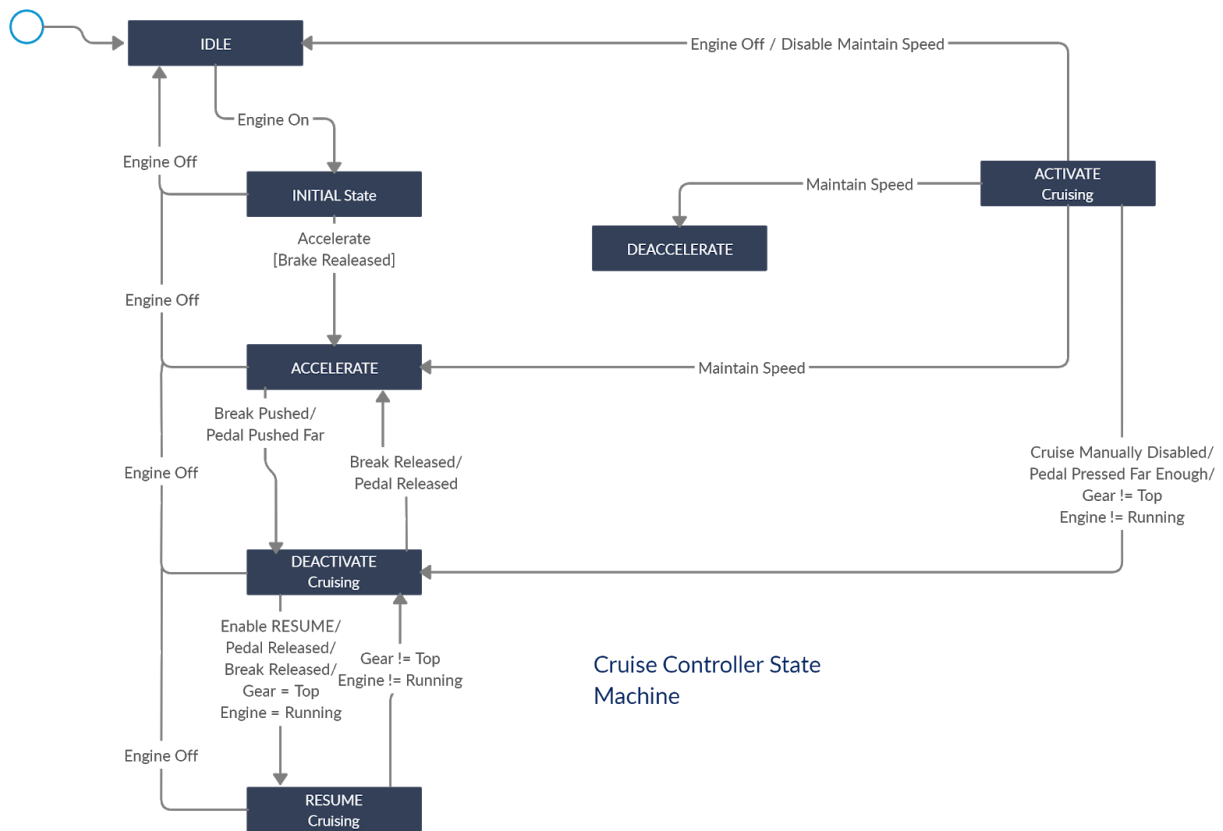 IDLE
Engine Off / Disable Maintain Speed
Engine On
Engine Off
INITIAL State
ACTIVATE
Cruising
Maintain Speed
DEACCELERATE
Accelerate
[Brake Realeased]
Engine Off
ACCELERATE
Maintain Speed
Break Pushed/
Pedal Pushed Far
Break Released/
Pedal Released
Engine Off
Cruise Manually Disabled/
Pedal Pressed Far Enough/
Gear != Top
Engine != Running
DEACTIVATE
Cruising
Enable RESUME/
Pedal Released/
Break Released/
Gear = Top
Engine = Running
Gear != Top
Engine != Running
Cruise Controller State
Machine
Engine Off
RESUME
Cruising